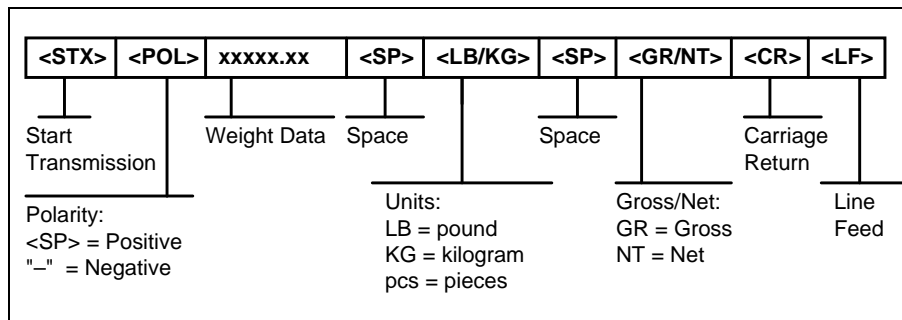 <STX> <POL> xxxxx.xx <SP> <LB/KG> <SP> <GR/NT> <CR> <LF>
Start
Transmission
Weight Data
Space
Space
Carriage
Return
Polarity:
<SP> = Positive
"–" = Negative
Units:
LB = pound
KG = kilogram
pcs = pieces
Gross/Net:
GR = Gross
NT = Net
Line
Feed